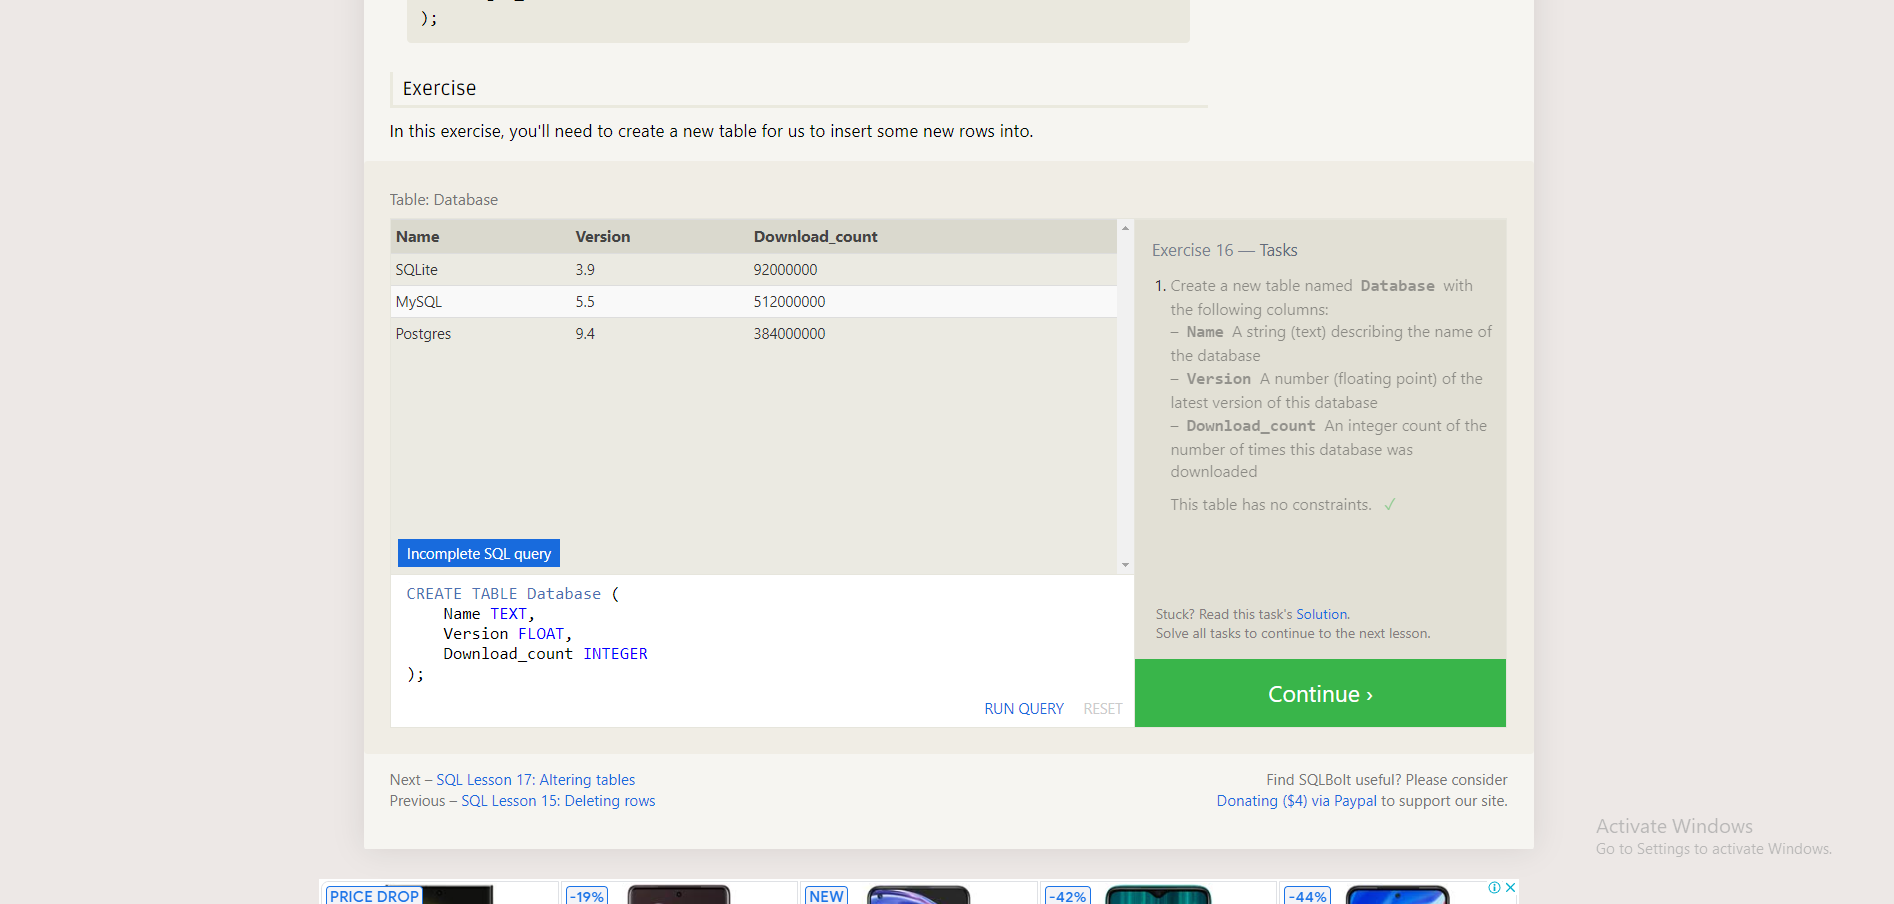 );
Exercise
In this exercise, you'll need to create a new table for us to insert some new rows into.
Table: Database
Name Version Download_count
SQLite 3.9 92000000
MySQL 5.5 512000000
Postgres 9.4 384000000
Incomplete SQL query
CREATE TABLE Database (
Name TEXT,
Version FLOAT,
Download_count INTEGER
);
RUN QUERY RESET
Exercise 16 — Tasks
1. Create a new table named Database with
the following columns:
– Name A string (text) describing the name of
the database
– Version A number (floating point) of the
latest version of this database
– Download_count An integer count of the
number of times this database was
downloaded
This table has no constraints. ✓
Stuck? Read this task's Solution.
Solve all tasks to continue to the next lesson.
Continue ›
Next – SQL Lesson 17: Altering tables
Previous – SQL Lesson 15: Deleting rows
Find SQLBolt useful? Please consider
Donating ($4) via Paypal to support our site.
Activate Windows
Go to Settings to activate Windows.
PRICE DROP
-19%
NEW
-42%
-44%